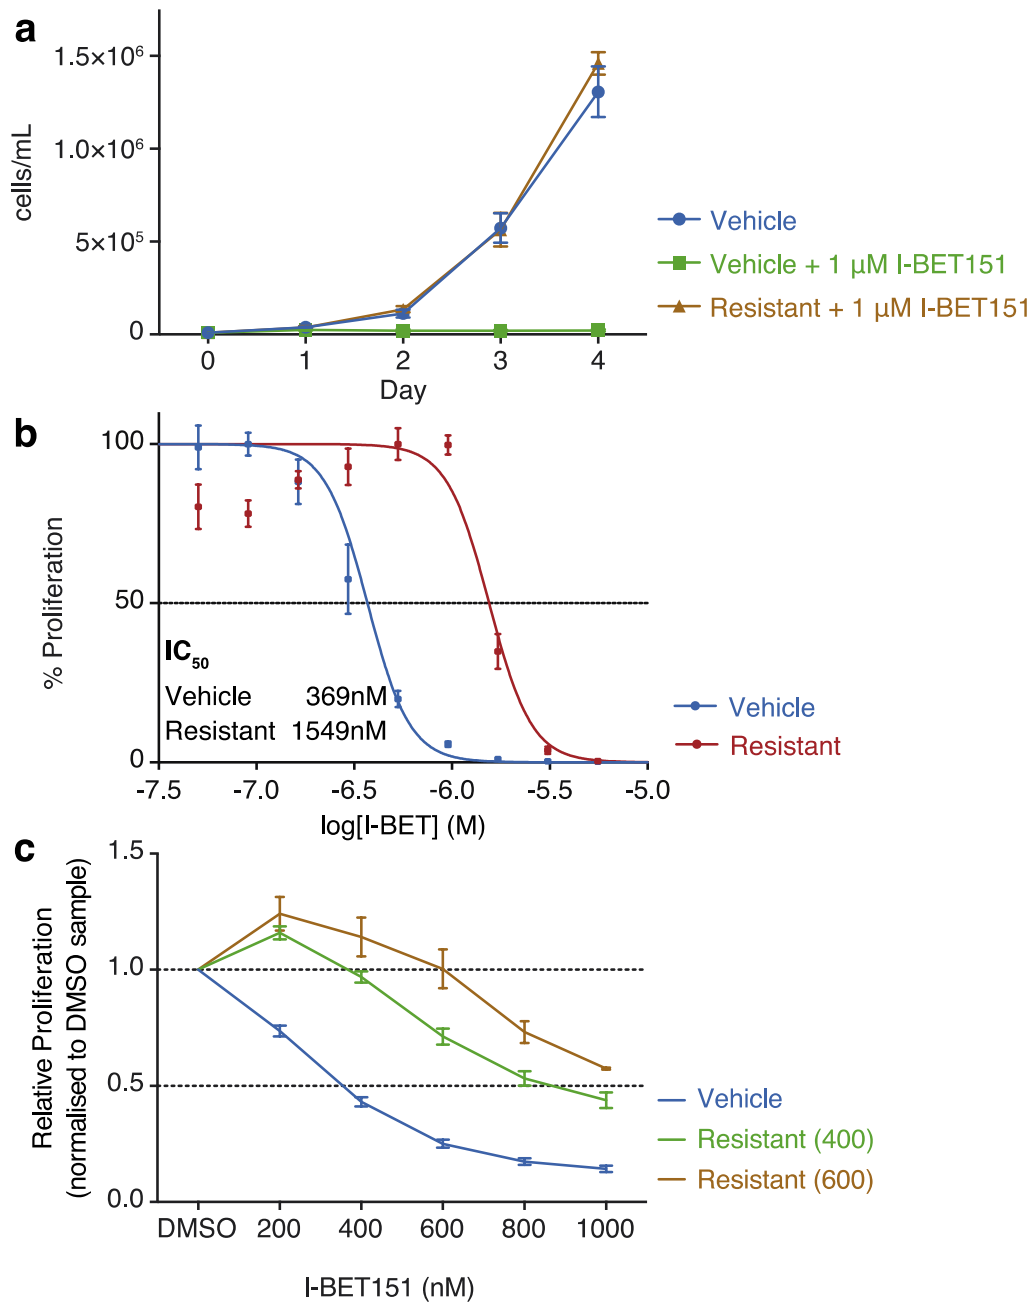 a
1.5×10⁶
1.0×10⁶
5×10⁵
0
cells/mL
0 1 2 3 4
Day
Vehicle
Vehicle + 1 µM I-BET151
Resistant + 1 µM I-BET151
b
100
50
0
% Proliferation
IC₅₀
Vehicle 369nM
Resistant 1549nM
-7.5 -7.0 -6.5 -6.0 -5.5 -5.0
log[I-BET] (M)
Vehicle
Resistant
c
1.5
1.0
0.5
0.0
Relative Proliferation
(normalised to DMSO sample)
DMSO 200 400 600 800 1000
I-BET151 (nM)
Vehicle
Resistant (400)
Resistant (600)